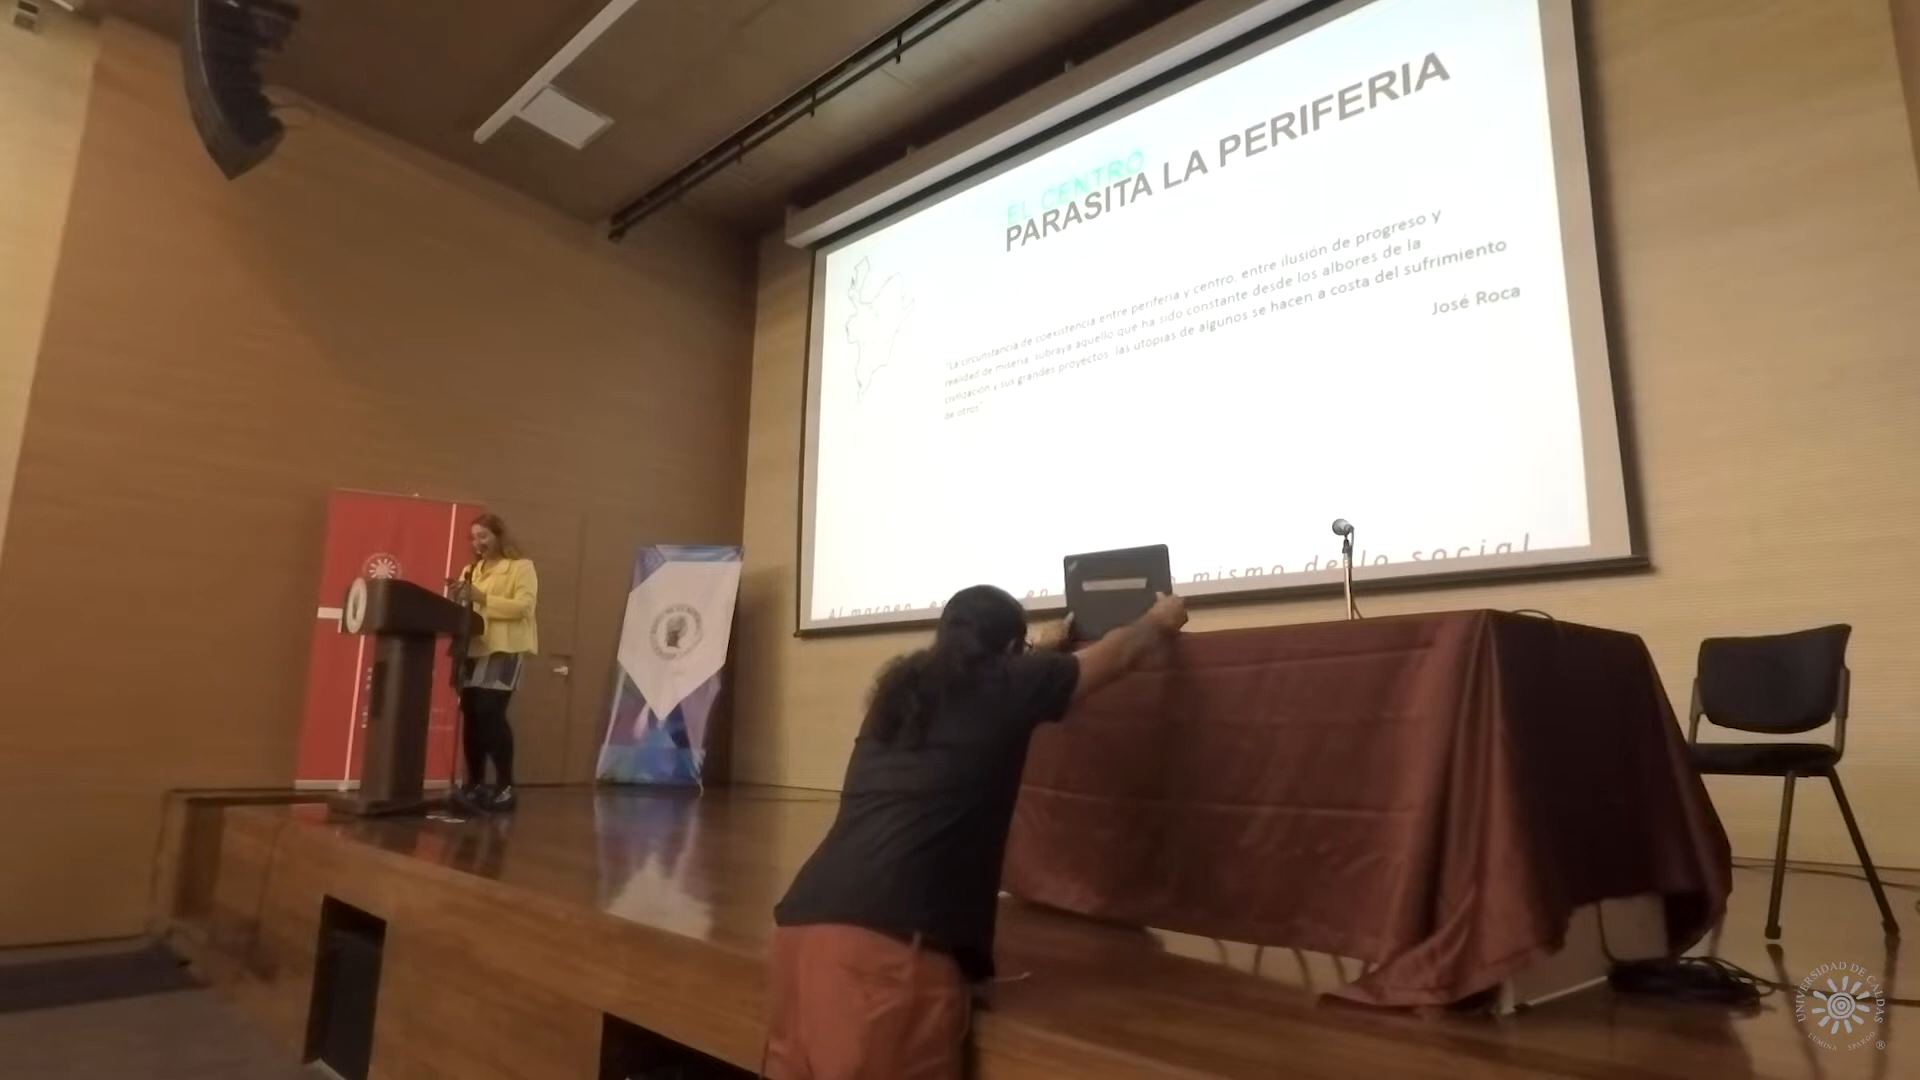 EL CENTRO
PARASITA LA PERIFERIA
"La circunstancia de coexistencia entre periferia y centro, entre ilusión de progreso y
realidad de miseria, subraya aquello que ha sido constante desde los albores de la
civilización y sus grandes proyectos: las utopías de algunos se hacen a costa del sufrimiento
de otros"
José Roca
Al margen
mismo de lo social
UNIVERSIDAD DE CALDAS
LUMINA SPARGO
®